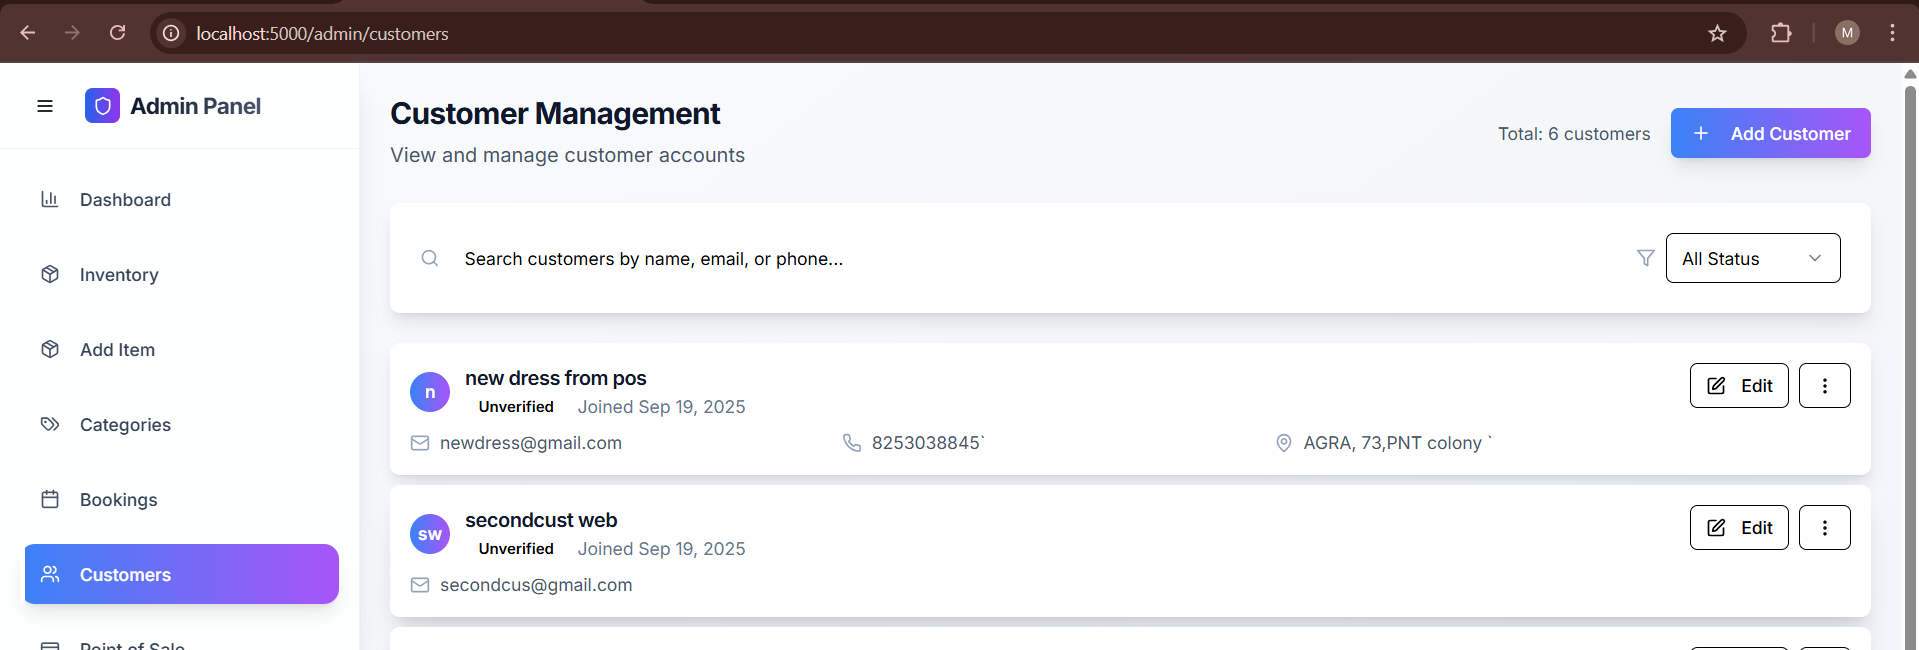 localhost:5000/admin/customers
M
Admin Panel
Dashboard
Inventory
Add Item
Categories
Bookings
Customers
Point of Sale
Customer Management
View and manage customer accounts
Total: 6 customers
Add Customer
Search customers by name, email, or phone...
All Status
n
new dress from pos
Unverified Joined Sep 19, 2025
newdress@gmail.com
8253038845`
AGRA, 73,PNT colony `
Edit
sw
secondcust web
Unverified Joined Sep 19, 2025
secondcus@gmail.com
Edit